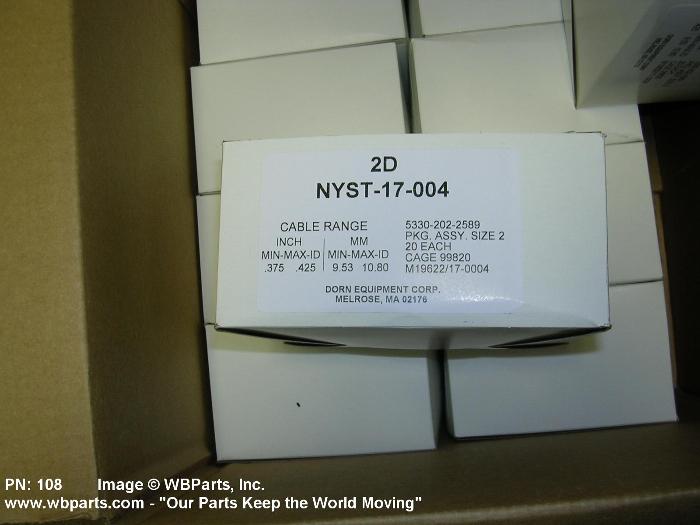 2D
NYST-17-004
CABLE RANGE
INCH MM
MIN-MAX-ID MIN-MAX-ID
.375 .425 9.53 10.80
5330-202-2589
PKG. ASSY. SIZE 2
20 EACH
CAGE 99820
M19622/17-0004
DORN EQUIPMENT CORP.
MELROSE, MA 02176
PN: 108 Image © WBParts, Inc.
www.wbparts.com - "Our Parts Keep the World Moving"